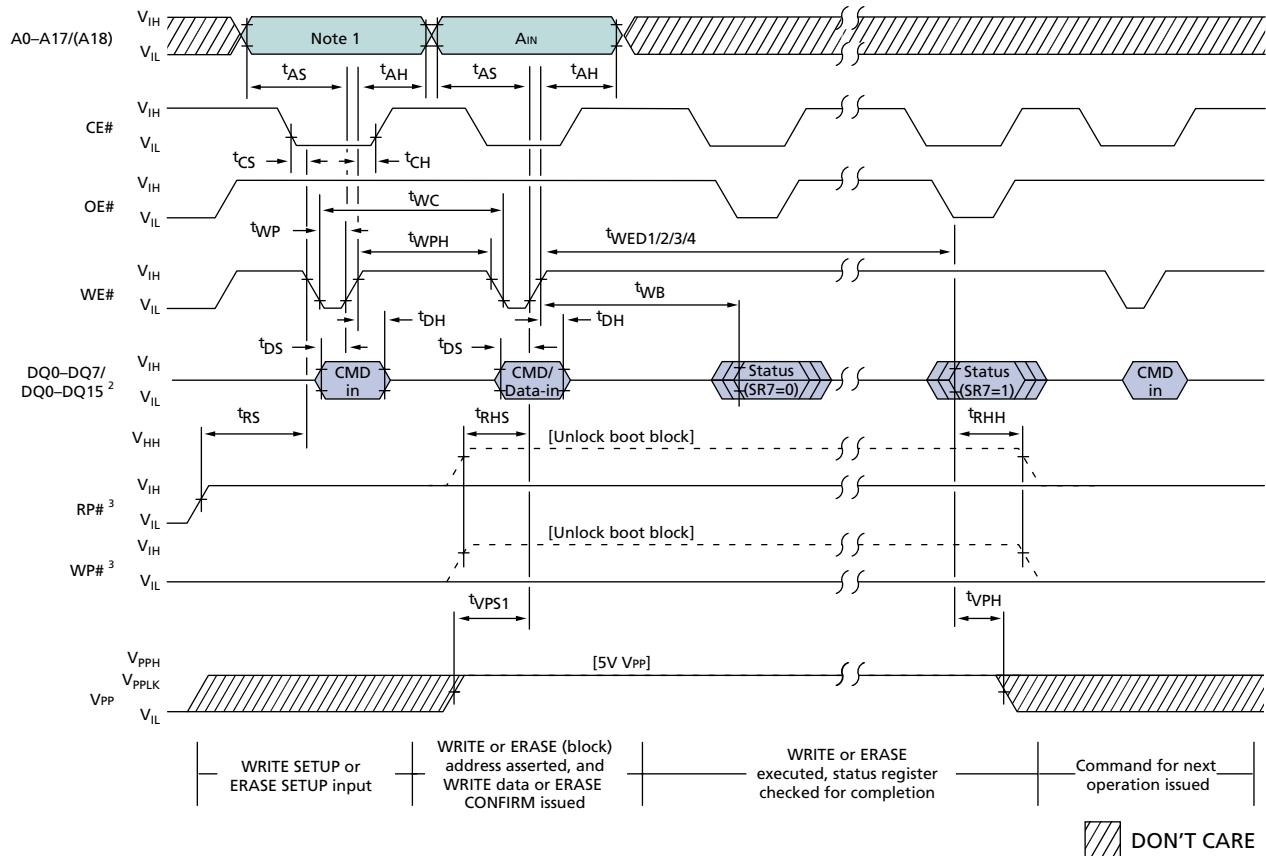 A0–A17/(A18)
VIH
VIL
Note 1
AIN
tAS
tAH
tAS
tAH
CE#
VIH
VIL
tCS
tCH
OE#
VIH
VIL
tWC
tWP
tWPH
tWED1/2/3/4
WE#
VIH
VIL
tWB
tDH
tDH
tDS
tDS
DQ0–DQ7/
DQ0–DQ15 2
VIH
VIL
CMD
in
CMD/
Data-in
Status
(SR7=0)
Status
(SR7=1)
CMD
in
tRS
tRHS
tRHH
VHH
[Unlock boot block]
VIH
RP# 3
VIL
VIH
[Unlock boot block]
WP# 3
VIL
tVPS1
tVPH
VPPH
[5V VPP]
VPPLK
VPP
VIL
WRITE SETUP or
ERASE SETUP input
WRITE or ERASE (block)
address asserted, and
WRITE data or ERASE
CONFIRM issued
WRITE or ERASE
executed, status register
checked for completion
Command for next
operation issued
DON'T CARE